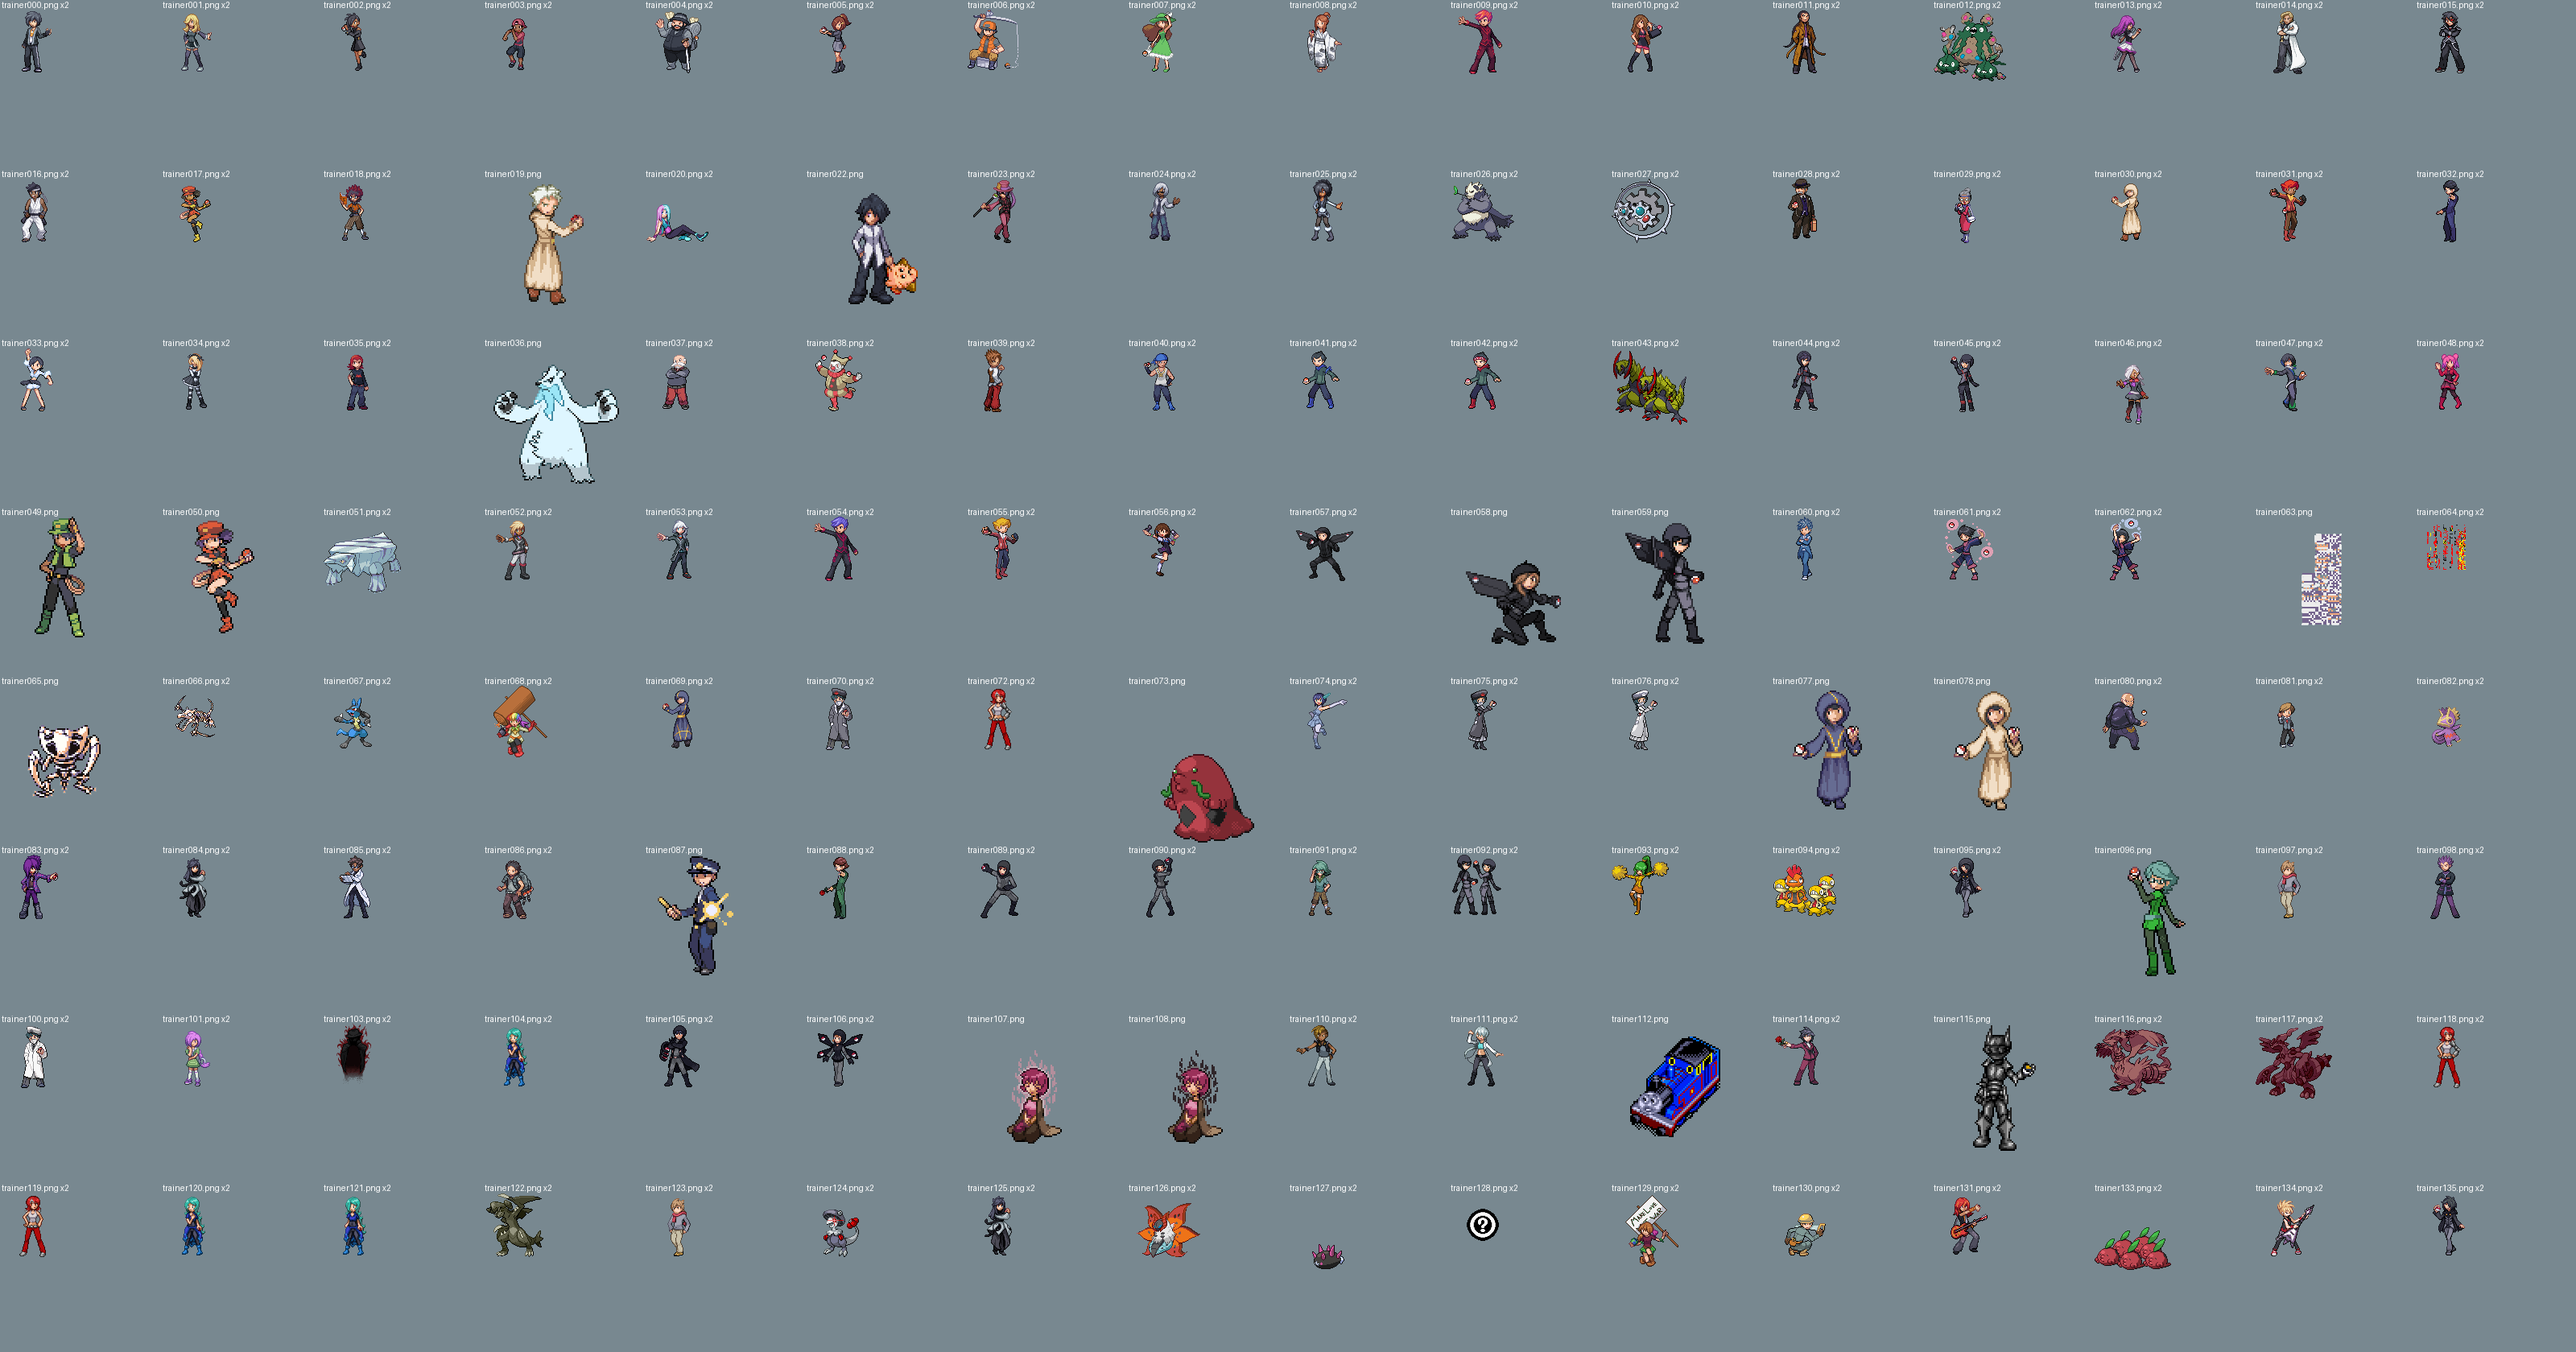 trainer000.png x2 trainer001.png x2 trainer002.png x2 trainer003.png x2 trainer004.png x2 trainer005.png x2 trainer006.png x2 trainer007.png x2 trainer008.png x2 trainer009.png x2 trainer010.png x2 trainer011.png x2 trainer012.png x2 trainer013.png x2 trainer014.png x2 trainer015.png x2
trainer016.png x2 trainer017.png x2 trainer018.png x2 trainer019.png trainer020.png x2 trainer022.png trainer023.png x2 trainer024.png x2 trainer025.png x2 trainer026.png x2 trainer027.png x2 trainer028.png x2 trainer029.png x2 trainer030.png x2 trainer031.png x2 trainer032.png x2
trainer033.png x2 trainer034.png x2 trainer035.png x2 trainer036.png trainer037.png x2 trainer038.png x2 trainer039.png x2 trainer040.png x2 trainer041.png x2 trainer042.png x2 trainer043.png x2 trainer044.png x2 trainer045.png x2 trainer046.png x2 trainer047.png x2 trainer048.png x2
trainer049.png trainer050.png trainer051.png x2 trainer052.png x2 trainer053.png x2 trainer054.png x2 trainer055.png x2 trainer056.png x2 trainer057.png x2 trainer058.png trainer059.png trainer060.png x2 trainer061.png x2 trainer062.png x2 trainer063.png trainer064.png x2
trainer065.png trainer066.png x2 trainer067.png x2 trainer068.png x2 trainer069.png x2 trainer070.png x2 trainer072.png x2 trainer073.png trainer074.png x2 trainer075.png x2 trainer076.png x2 trainer077.png trainer078.png trainer080.png x2 trainer081.png x2 trainer082.png x2
trainer083.png x2 trainer084.png x2 trainer085.png x2 trainer086.png x2 trainer087.png trainer088.png x2 trainer089.png x2 trainer090.png x2 trainer091.png x2 trainer092.png x2 trainer093.png x2 trainer094.png x2 trainer095.png x2 trainer096.png trainer097.png x2 trainer098.png x2
trainer100.png x2 trainer101.png x2 trainer103.png x2 trainer104.png x2 trainer105.png x2 trainer106.png x2 trainer107.png trainer108.png trainer110.png x2 trainer111.png x2 trainer112.png trainer114.png x2 trainer115.png trainer116.png x2 trainer117.png x2 trainer118.png x2
trainer119.png x2 trainer120.png x2 trainer121.png x2 trainer122.png x2 trainer123.png x2 trainer124.png x2 trainer125.png x2 trainer126.png x2 trainer127.png x2 trainer128.png x2 trainer129.png x2 trainer130.png x2 trainer131.png x2 trainer133.png x2 trainer134.png x2 trainer135.png x2
?